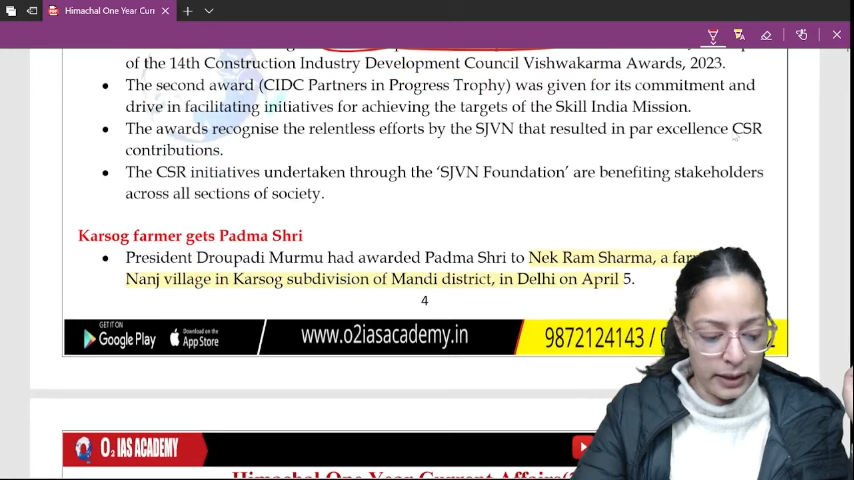 Himachal One Year Curr
of the 14th Construction Industry Development Council Vishwakarma Awards, 2023.
The second award (CIDC Partners in Progress Trophy) was given for its commitment and
drive in facilitating initiatives for achieving the targets of the Skill India Mission.
The awards recognise the relentless efforts by the SJVN that resulted in par excellence CSR
contributions.
The CSR initiatives undertaken through the 'SJVN Foundation' are benefiting stakeholders
across all sections of society.
Karsog farmer gets Padma Shri
President Droupadi Murmu had awarded Padma Shri to Nek Ram Sharma, a
Nanj village in Karsog subdivision of Mandi district, in Delhi on April 5.
4
GET IT ON
Google Play
Download on the
App Store
www.o2iasacademy.in
9872124143 /
O2 IAS ACADEMY
Himachal One Year Current Affairs